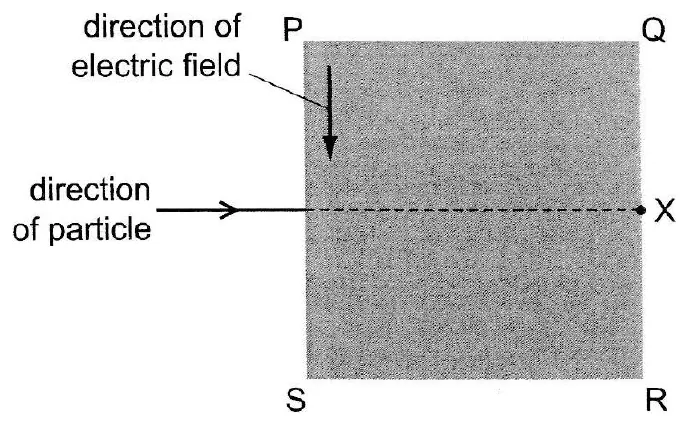 direction of
electric field
P
Q
direction
of particle
X
S
R